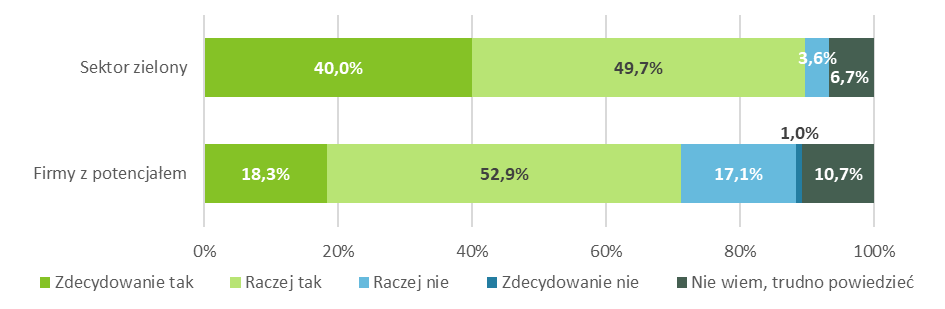 Sektor zielony
40,0%
49,7%
3,6%
6,7%
1,0%
Firmy z potencjałem
18,3%
52,9%
17,1%
10,7%
0% 20% 40% 60% 80% 100%
Zdecydowanie tak Raczej tak Raczej nie Zdecydowanie nie Nie wiem, trudno powiedzieć